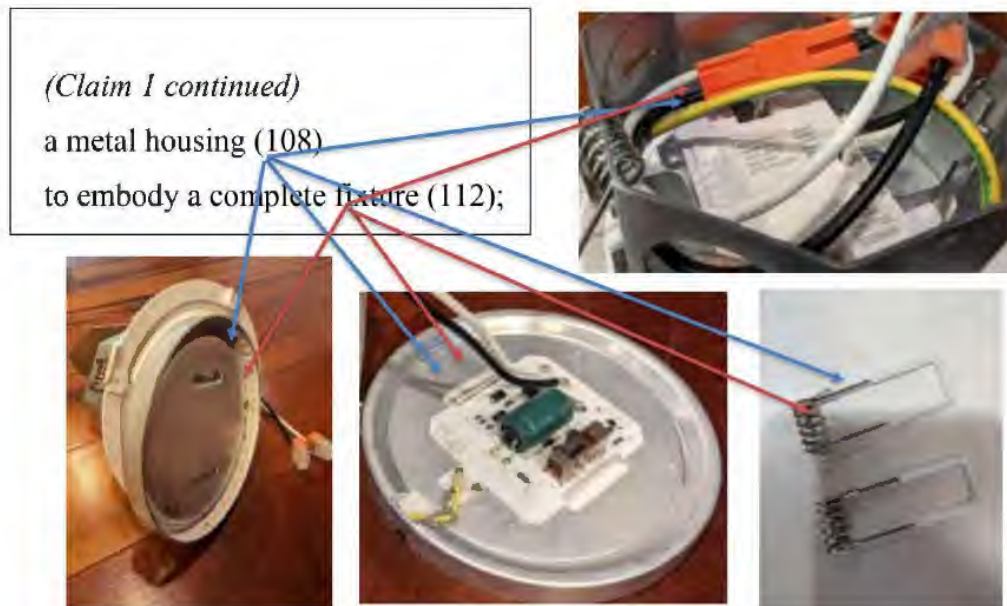 (Claim 1 continued)
a metal housing (108)
to embody a complete fixture (112);